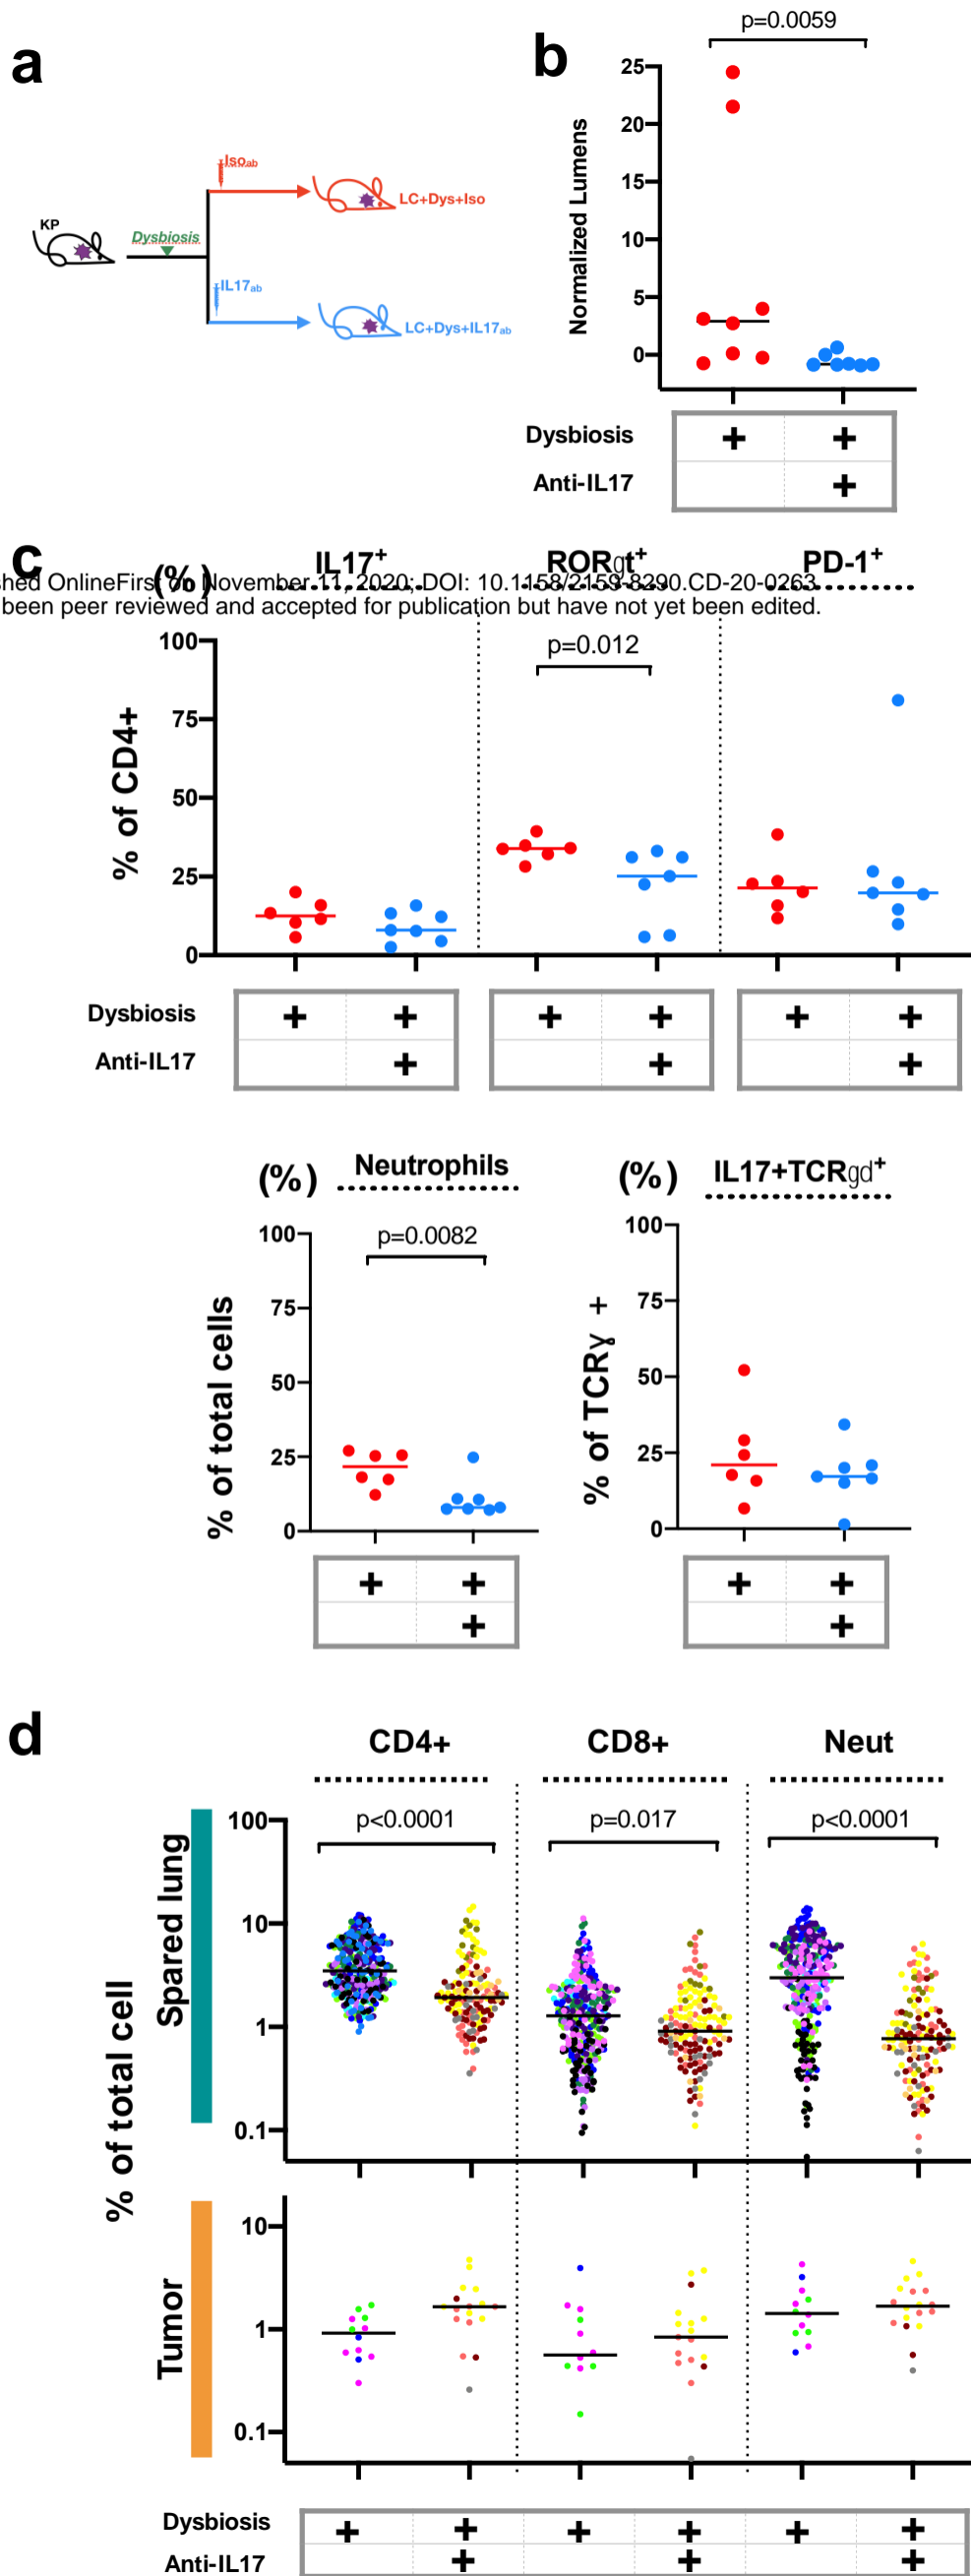 a
KP
Dysbiosis
Isoab
LC+Dys+Iso
IL17ab
LC+Dys+IL17ab
b
p=0.0059
Normalized Lumens
25
20
15
10
5
0
Dysbiosis + +
Anti-IL17 +
c
(%) IL17+ RORgt+ PD-1+
shed OnlineFirst on November 11, 2020; DOI: 10.1158/2159-8290.CD-20-0263
been peer reviewed and accepted for publication but have not yet been edited.
% of CD4+
100
75
50
25
0
p=0.012
Dysbiosis + + + + + +
Anti-IL17 + + +
(%) Neutrophils
p=0.0082
% of total cells
100
75
50
25
0
+ +
+
(%) IL17+TCRgd+
% of TCRγ +
100
75
50
25
0
+ +
+
d
CD4+ CD8+ Neut
p<0.0001 p=0.017 p<0.0001
% of total cell
Spared lung
100
10
1
0.1
Tumor
10
1
0.1
Dysbiosis + + + + + +
Anti-IL17 + + +